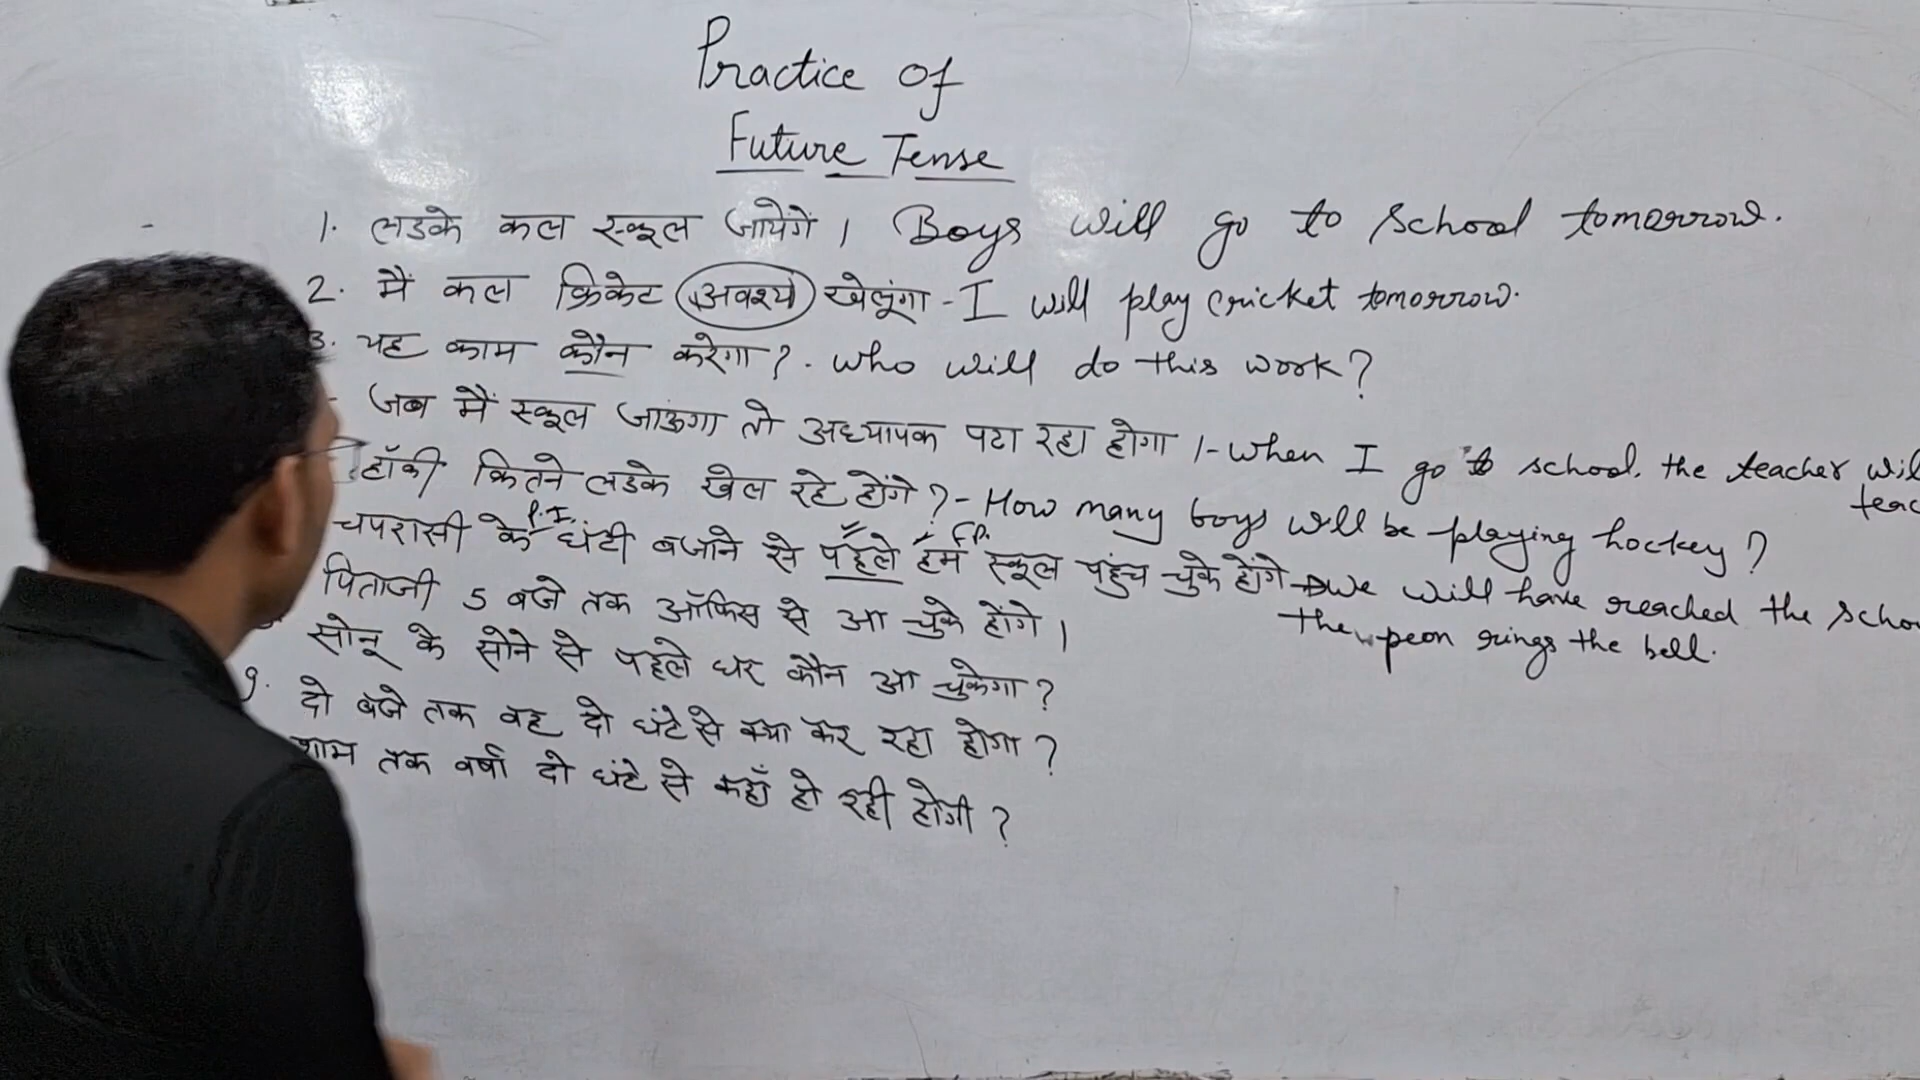 Practice of
Future Tense
1. लडके कल स्कूल जायेंगें । Boys will go to school tomorrow.
2. मैं कल क्रिकेट अवश्य खेलूंगा - I will play cricket tomorrow.
3. यह काम कौन करेगा ? - who will do this work?
जब मैं स्कूल जाऊंगा तो अध्यापक पढा रहा होगा । - when I go to school, the teacher wil
teac
हॉकी कितने लडके खेल रहे होंगे ? - How many boys will be playing hockey?
P.I. F.P.
चपरासी के घंटी बजाने से पहले हम स्कूल पहुंच चुके होंगे - we will have reached the schoo
the peon rings the bell.
पिताजी 5 बजे तक ऑफिस से आ चुके होंगे ।
सोनू के सोने से पहले घर कौन आ चुकेगा ?
9. दो बजे तक वह दो घंटे से क्या कर रहा होगा ?
शाम तक वर्षा दो घंटे से कहाँ हो रही होगी ?